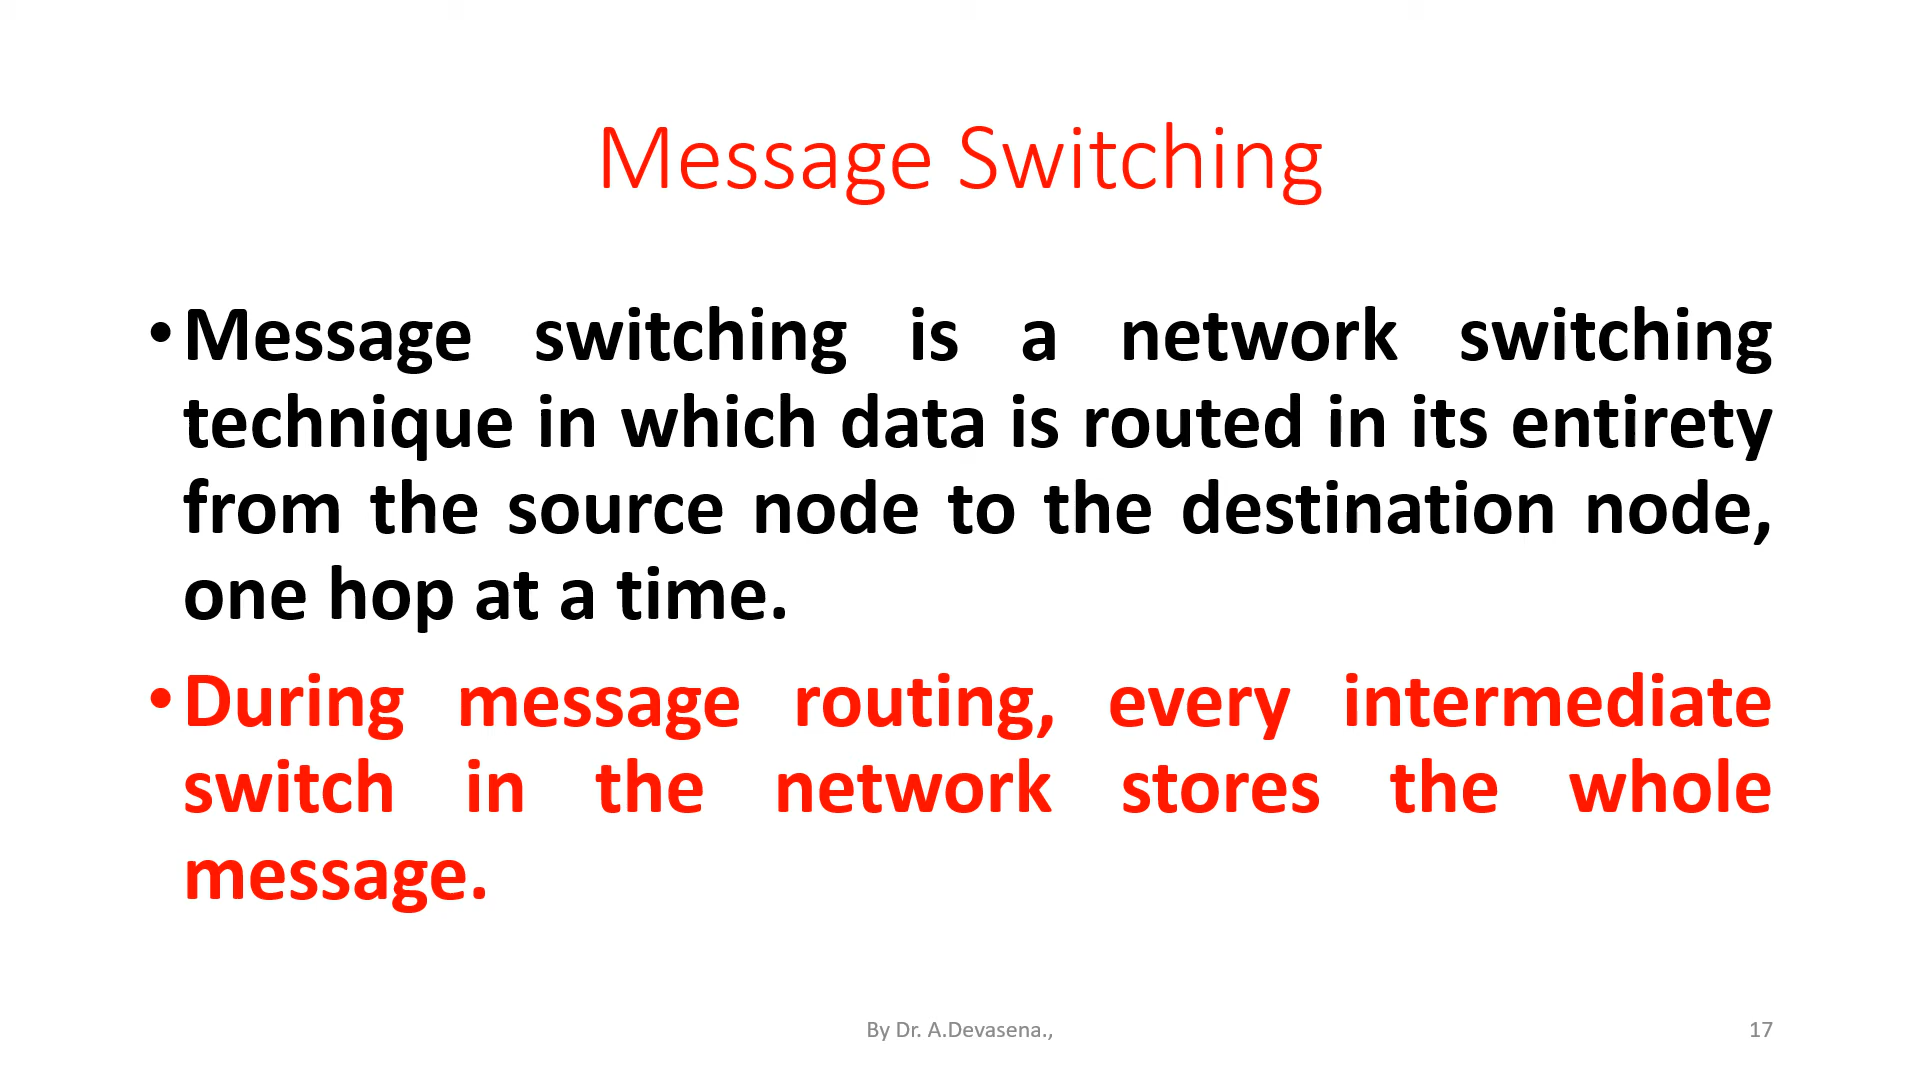 Message Switching
•Message switching is a network switching
technique in which data is routed in its entirety
from the source node to the destination node,
one hop at a time.
•During message routing, every intermediate
switch in the network stores the whole
message.
By Dr. A.Devasena.,
17